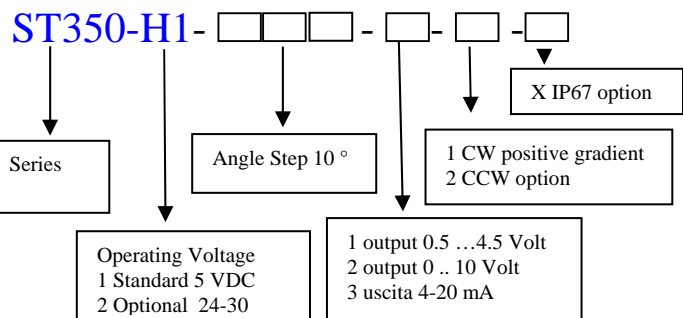 ST350-H1- - - -
X IP67 option
Series
Angle Step 10 °
1 CW positive gradient
2 CCW option
Operating Voltage
1 Standard 5 VDC
2 Optional 24-30
1 output 0.5 …4.5 Volt
2 output 0 .. 10 Volt
3 uscita 4-20 mA